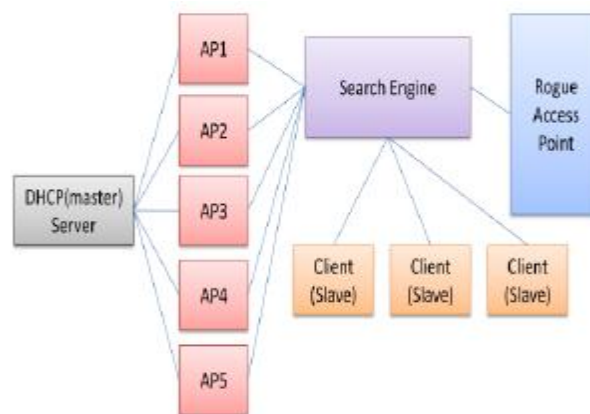 AP1
AP2
AP3
AP4
AP5
DHCP(master)
Server
Search Engine
Rogue
Access
Point
Client
(Slave)
Client
(Slave)
Client
(Slave)